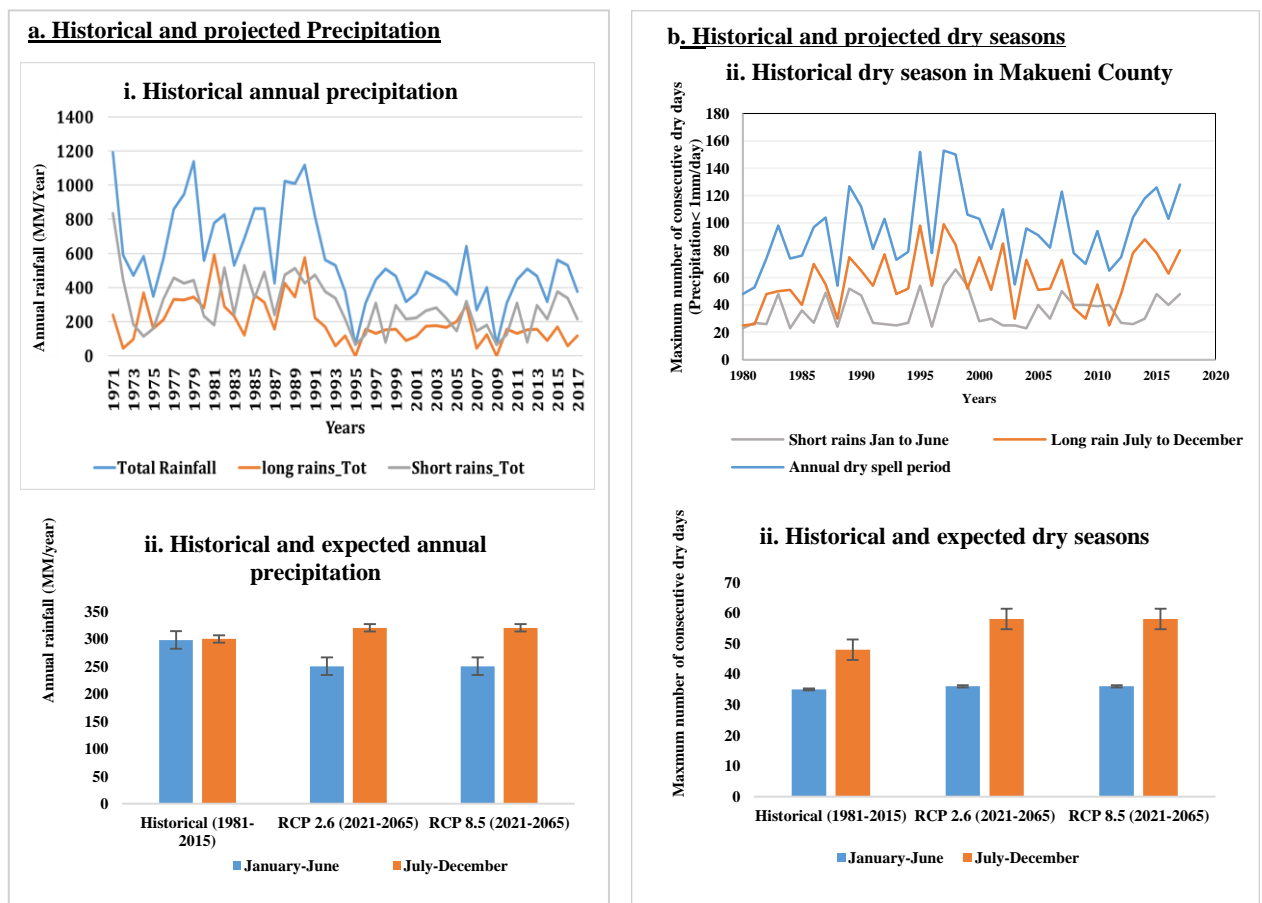 a. Historical and projected Precipitation
i. Historical annual precipitation
Annual rainfall (MM/Year)
1400
1200
1000
800
600
400
200
0
1971
1973
1975
1977
1979
1981
1983
1985
1987
1989
1991
1993
1995
1997
1999
2001
2003
2005
2007
2009
2011
2013
2015
2017
Years
Total Rainfall long rains_Tot Short rains_Tot
ii. Historical and expected annual
precipitation
Annual rainfall (MM/year)
350
300
250
200
150
100
50
0
Historical (1981-
2015)
RCP 2.6 (2021-2065) RCP 8.5 (2021-2065)
January-June July-December
b. Historical and projected dry seasons
ii. Historical dry season in Makueni County
Maximum number of consecutive dry days
(Precipitation< 1mm/day)
180
160
140
120
100
80
60
40
20
0
1980 1985 1990 1995 2000 2005 2010 2015 2020
Years
Short rains Jan to June Long rain July to December
Annual dry spell period
ii. Historical and expected dry seasons
Maxmum number of consecutive dry days
70
60
50
40
30
20
10
0
Historical (1981-2015) RCP 2.6 (2021-2065) RCP 8.5 (2021-2065)
January-June July-December